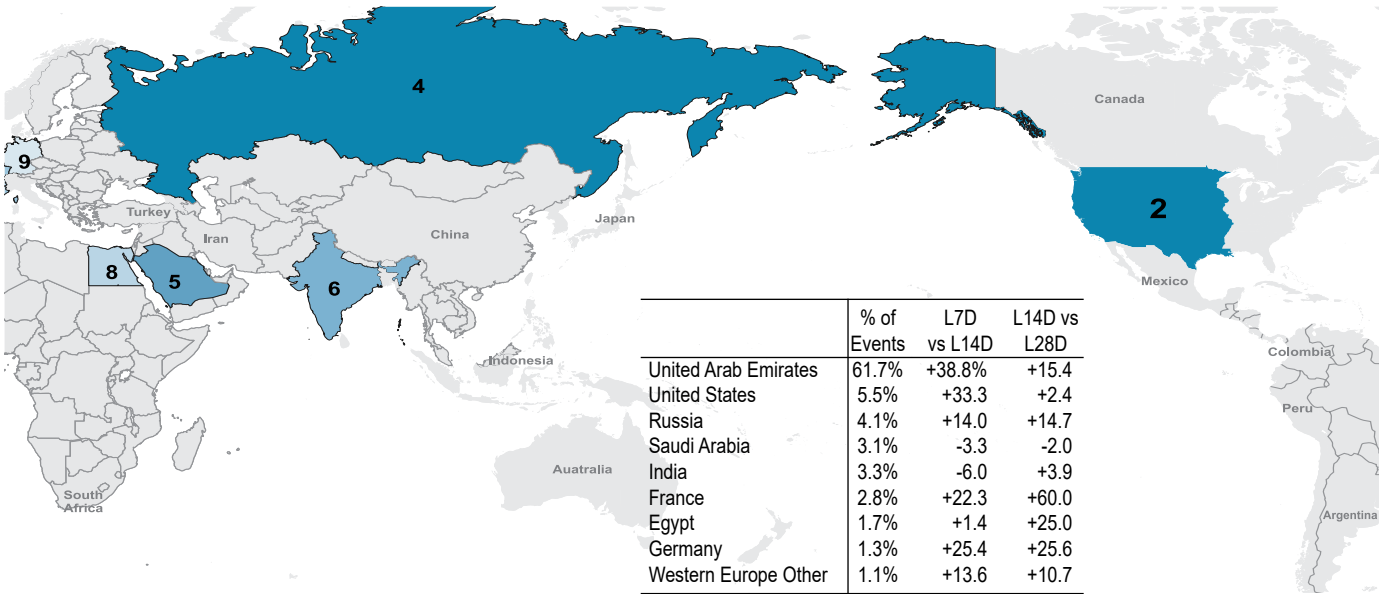 4
Canada
9
2
Turkey
Japan
Iran
China
8
5
6
Mexico
Indonesia
Colombia
Peru
Auatralia
South
Africa
Argentina
% of L7D L14D vs
Events vs L14D L28D
United Arab Emirates 61.7% +38.8% +15.4
United States 5.5% +33.3 +2.4
Russia 4.1% +14.0 +14.7
Saudi Arabia 3.1% -3.3 -2.0
India 3.3% -6.0 +3.9
France 2.8% +22.3 +60.0
Egypt 1.7% +1.4 +25.0
Germany 1.3% +25.4 +25.6
Western Europe Other 1.1% +13.6 +10.7